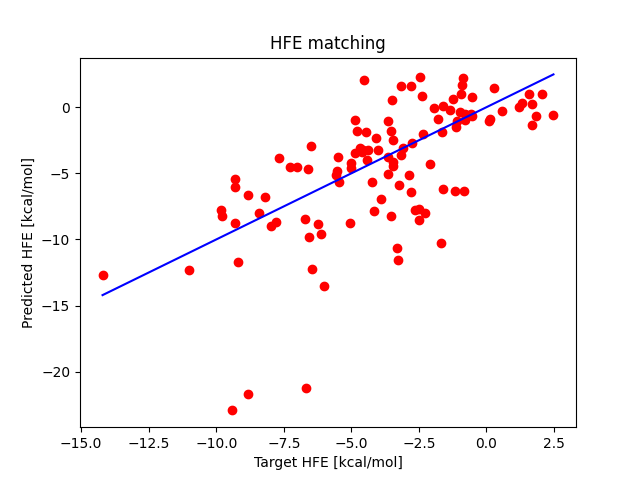 HFE matching
Predicted HFE [kcal/mol]
0
−5
−10
−15
−20
−15.0 −12.5 −10.0 −7.5 −5.0 −2.5 0.0 2.5
Target HFE [kcal/mol]